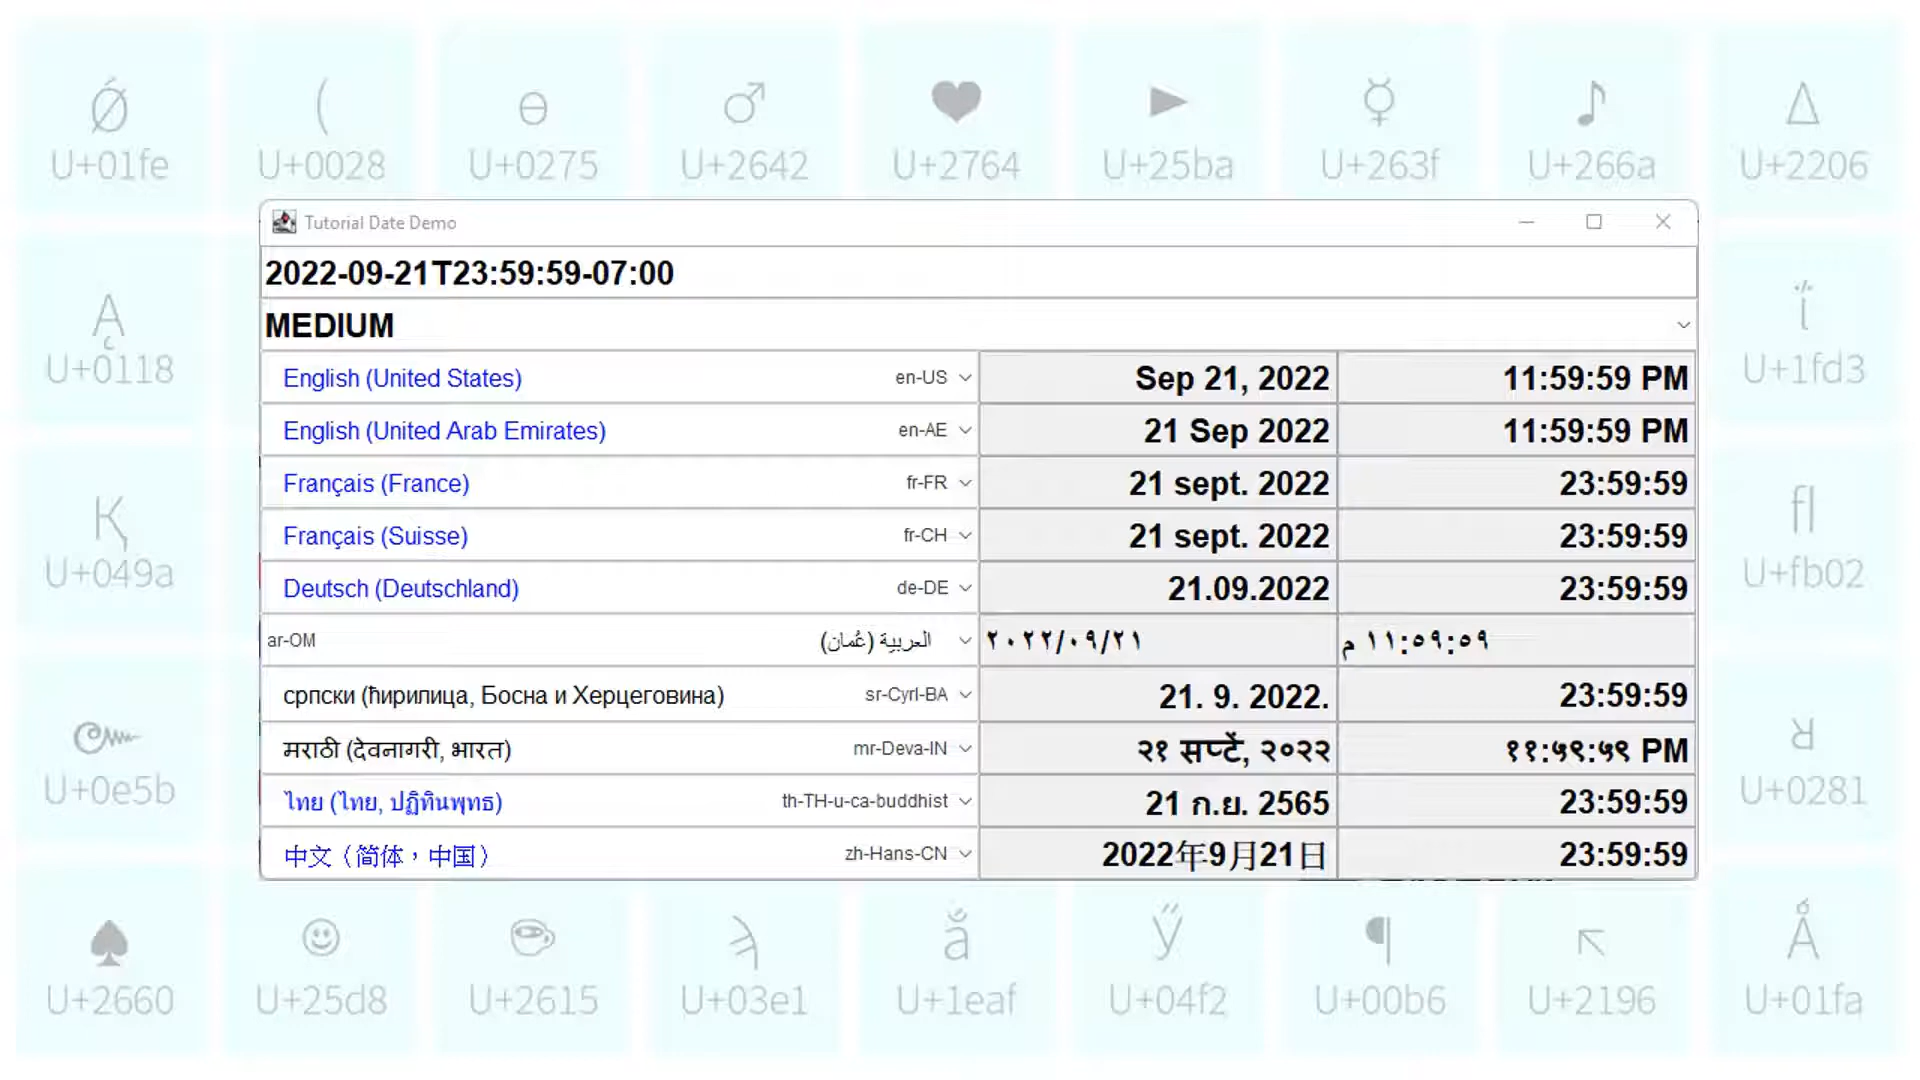 Ǿ ( ɵ ♂ ❤ ► ☿ ♪ ∆
U+01fe U+0028 U+0275 U+2642 U+2764 U+25ba U+263f U+266a U+2206
Tutorial Date Demo
2022-09-21T23:59:59-07:00
MEDIUM
English (United States) en-US Sep 21, 2022 11:59:59 PM
English (United Arab Emirates) en-AE 21 Sep 2022 11:59:59 PM
Français (France) fr-FR 21 sept. 2022 23:59:59
Français (Suisse) fr-CH 21 sept. 2022 23:59:59
Deutsch (Deutschland) de-DE 21.09.2022 23:59:59
ar-OM العربية (عُمان) ٢٠٢٢/٠٩/٢١ ١١:٥٩:٥٩ م
српски (ћирилица, Босна и Херцеговина) sr-Cyrl-BA 21. 9. 2022. 23:59:59
मराठी (देवनागरी, भारत) mr-Deva-IN २१ सप्टें, २०२२ ११:५९:५९ PM
ไทย (ไทย, ปฏิทินพุทธ) th-TH-u-ca-buddhist 21 ก.ย. 2565 23:59:59
中文（简体，中国） zh-Hans-CN 2022年9月21日 23:59:59
U+0118
ΐ
U+1fd3
Қ
U+049a
ﬂ
U+fb02
๛
U+0e5b
ʁ
U+0281
♠ ☺ ☕ ϡ ắ Ӳ ¶ ↖ Ǻ
U+2660 U+25d8 U+2615 U+03e1 U+1eaf U+04f2 U+00b6 U+2196 U+01fa